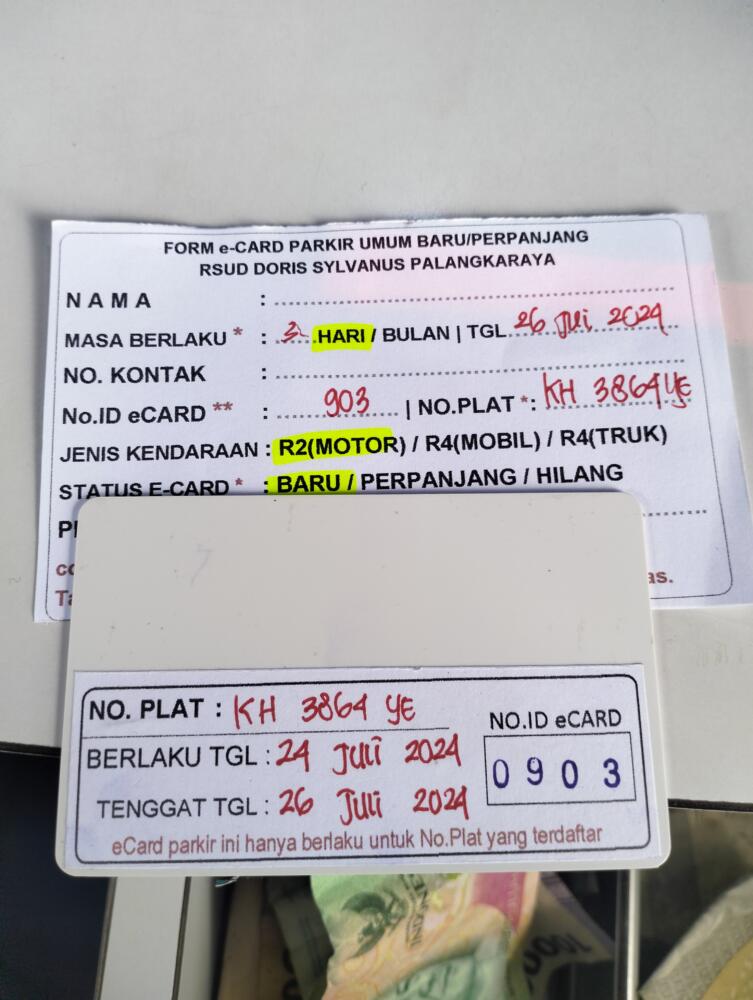 FORM e-CARD PARKIR UMUM BARU/PERPANJANG
RSUD DORIS SYLVANUS PALANGKARAYA
NAMA :
MASA BERLAKU * : 3 HARI / BULAN | TGL 26 Juli 2024
NO. KONTAK :
No.ID eCARD ** : 903 | NO.PLAT *: KH 3864 YE
JENIS KENDARAAN : R2(MOTOR) / R4(MOBIL) / R4(TRUK)
STATUS E-CARD * : BARU / PERPANJANG / HILANG
NO. PLAT : KH 3864 YE
NO.ID eCARD
BERLAKU TGL : 24 Juli 2024
0903
TENGGAT TGL : 26 Juli 2024
eCard parkir ini hanya berlaku untuk No.Plat yang terdaftar